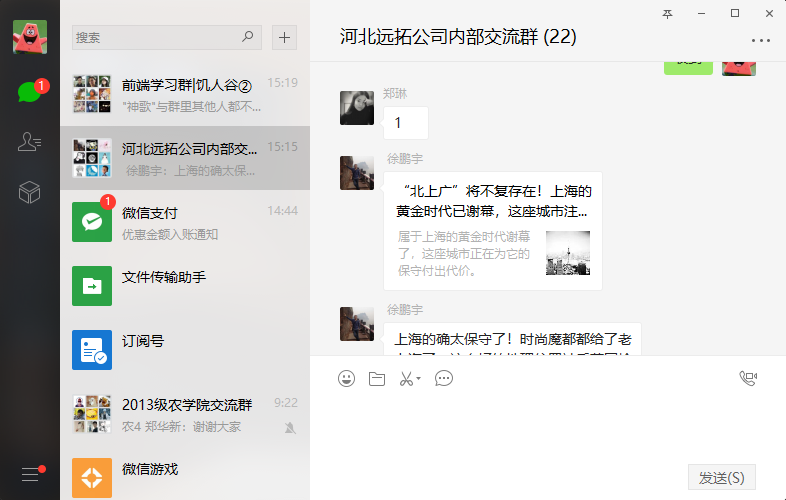 搜索
1
前端学习群|饥人谷②
15:19
"神歌"与群里其他人都不...
河北远拓公司内部交...
15:15
徐鹏宇：上海的确太保...
1
微信支付
14:44
优惠金额入账通知
文件传输助手
订阅号
2013级农学院交流群
9:22
农4 郑华新：谢谢大家
微信游戏
河北远拓公司内部交流群 (22)
郑琳
1
徐鹏宇
“北上广”将不复存在！上海的
黄金时代已谢幕，这座城市注...
属于上海的黄金时代谢幕
了，这座城市正在为它的
保守付出代价。
徐鹏宇
上海的确太保守了！时尚魔都都给了老
发送(S)